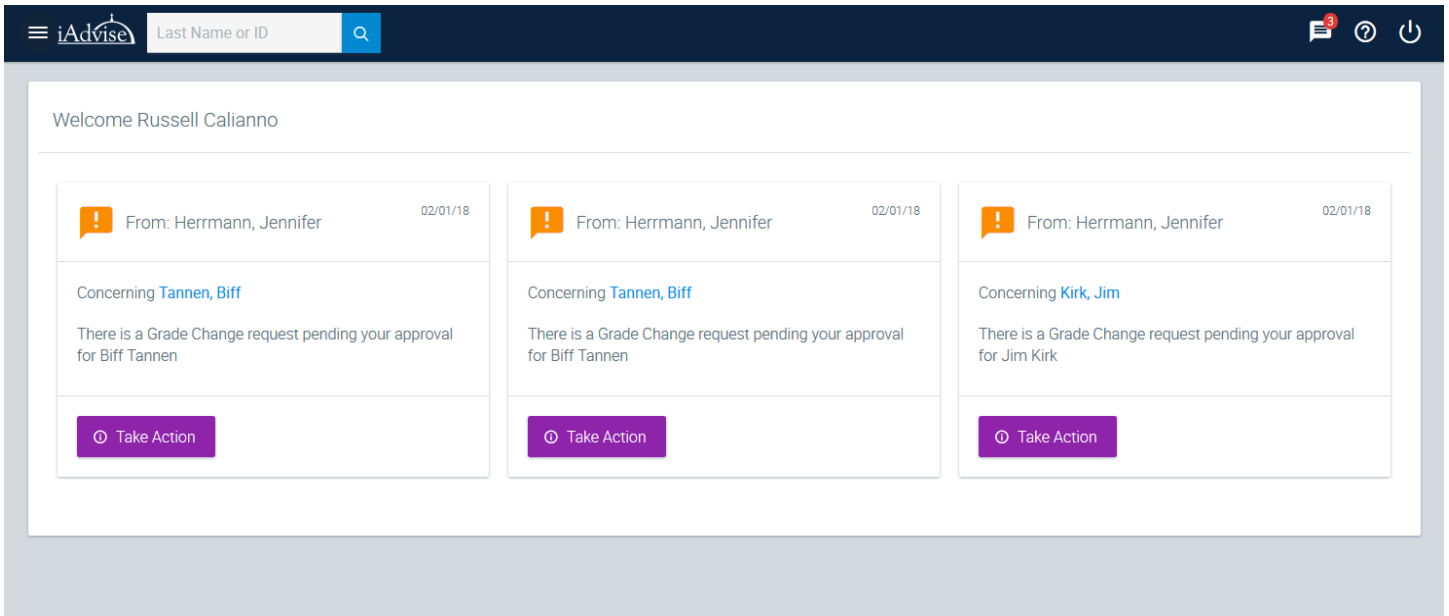 iAdvise Last Name or ID 3
Welcome Russell Calianno
From: Herrmann, Jennifer 02/01/18
Concerning Tannen, Biff
There is a Grade Change request pending your approval
for Biff Tannen
Take Action
From: Herrmann, Jennifer 02/01/18
Concerning Tannen, Biff
There is a Grade Change request pending your approval
for Biff Tannen
Take Action
From: Herrmann, Jennifer 02/01/18
Concerning Kirk, Jim
There is a Grade Change request pending your approval
for Jim Kirk
Take Action